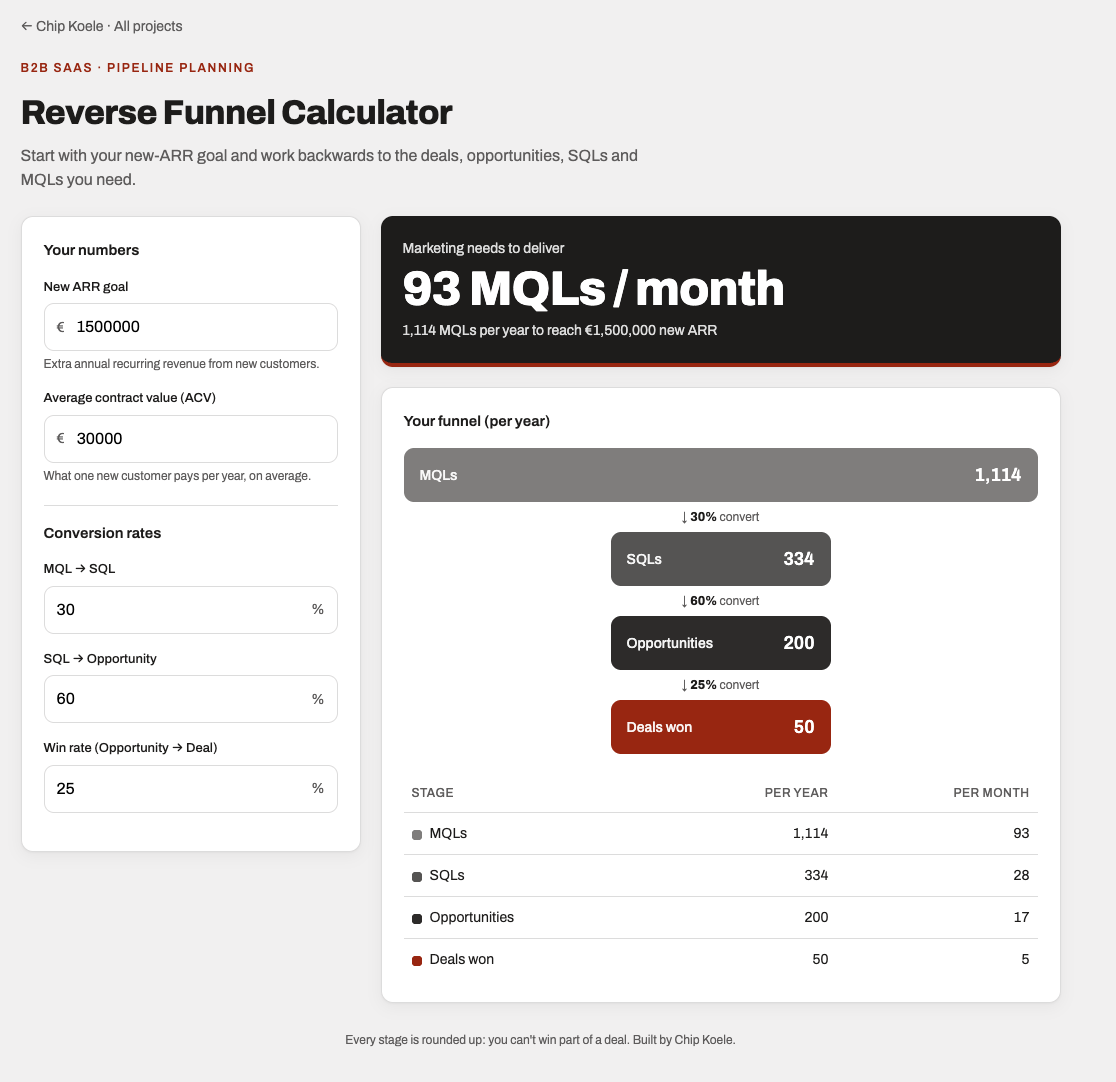 ← Chip Koele · All projects
B2B SAAS · PIPELINE PLANNING
Reverse Funnel Calculator
Start with your new-ARR goal and work backwards to the deals, opportunities, SQLs and
MQLs you need.
Your numbers
New ARR goal
€ 1500000
Extra annual recurring revenue from new customers.
Average contract value (ACV)
€ 30000
What one new customer pays per year, on average.
Conversion rates
MQL → SQL
30 %
SQL → Opportunity
60 %
Win rate (Opportunity → Deal)
25 %
Marketing needs to deliver
93 MQLs / month
1,114 MQLs per year to reach €1,500,000 new ARR
Your funnel (per year)
MQLs 1,114
↓ 30% convert
SQLs 334
↓ 60% convert
Opportunities 200
↓ 25% convert
Deals won 50
STAGE PER YEAR PER MONTH
MQLs 1,114 93
SQLs 334 28
Opportunities 200 17
Deals won 50 5
Every stage is rounded up: you can't win part of a deal. Built by Chip Koele.